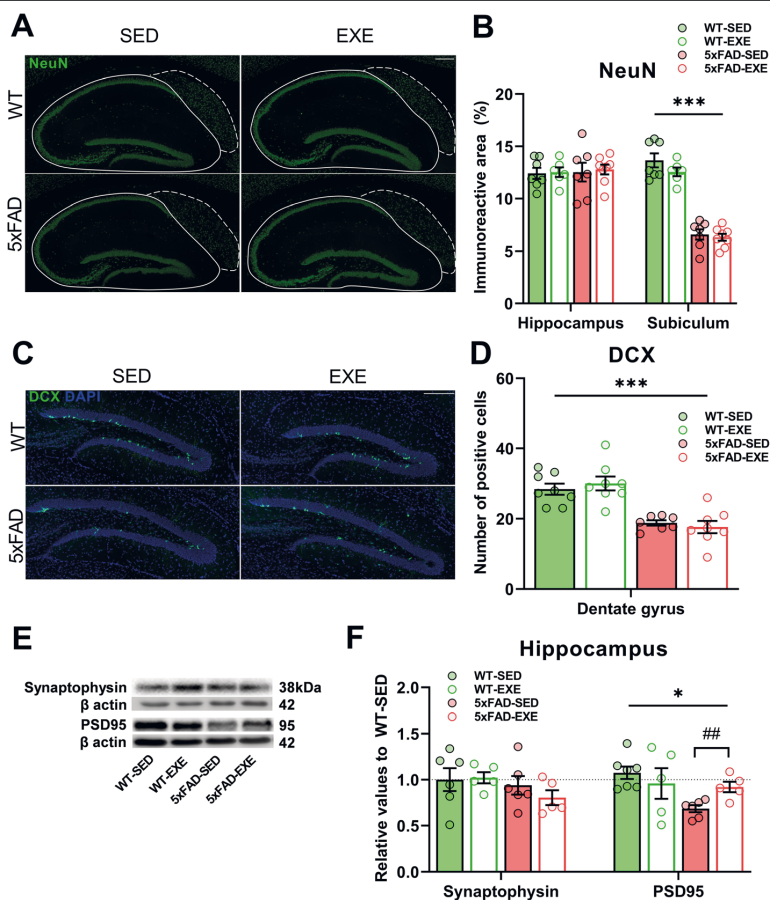 A
SED
EXE
NeuN
WT
5xFAD
B
WT-SED
WT-EXE
5xFAD-SED
5xFAD-EXE
NeuN
Immunoreactive area (%)
20
15
10
5
0
***
Hippocampus
Subiculum
C
SED
EXE
DCX DAPI
WT
5xFAD
D
DCX
Number of positive cells
60
40
20
0
***
WT-SED
WT-EXE
5xFAD-SED
5xFAD-EXE
Dentate gyrus
E
Synaptophysin 38kDa
β actin 42
PSD95 95
β actin 42
WT-SED WT-EXE 5xFAD-SED 5xFAD-EXE
F
Hippocampus
WT-SED
WT-EXE
5xFAD-SED
5xFAD-EXE
Relative values to WT-SED
2.0
1.5
1.0
0.5
0.0
*
##
Synaptophysin
PSD95